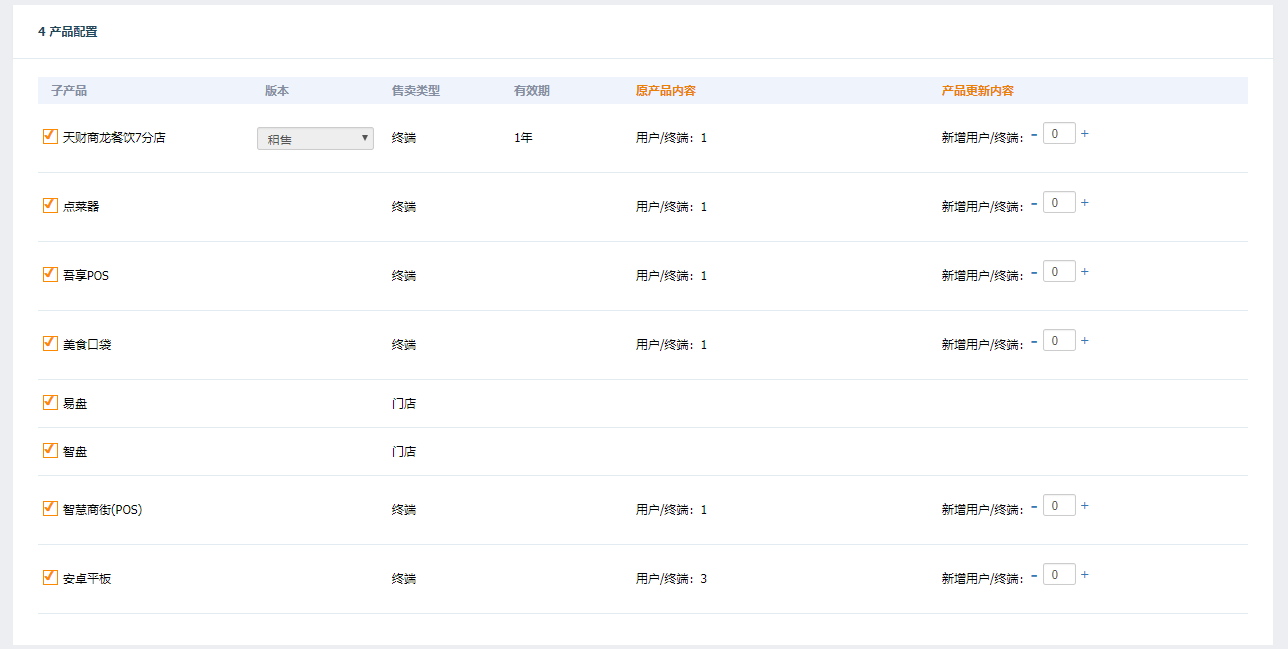 4 产品配置
子产品 版本 售卖类型 有效期 原产品内容 产品更新内容
天财商龙餐饮7分店 租售 终端 1年 用户/终端：1 新增用户/终端：- 0 +
点菜器 终端 用户/终端：1 新增用户/终端：- 0 +
吾享POS 终端 用户/终端：1 新增用户/终端：- 0 +
美食口袋 终端 用户/终端：1 新增用户/终端：- 0 +
易盘 门店
智盘 门店
智慧商街(POS) 终端 用户/终端：1 新增用户/终端：- 0 +
安卓平板 终端 用户/终端：3 新增用户/终端：- 0 +